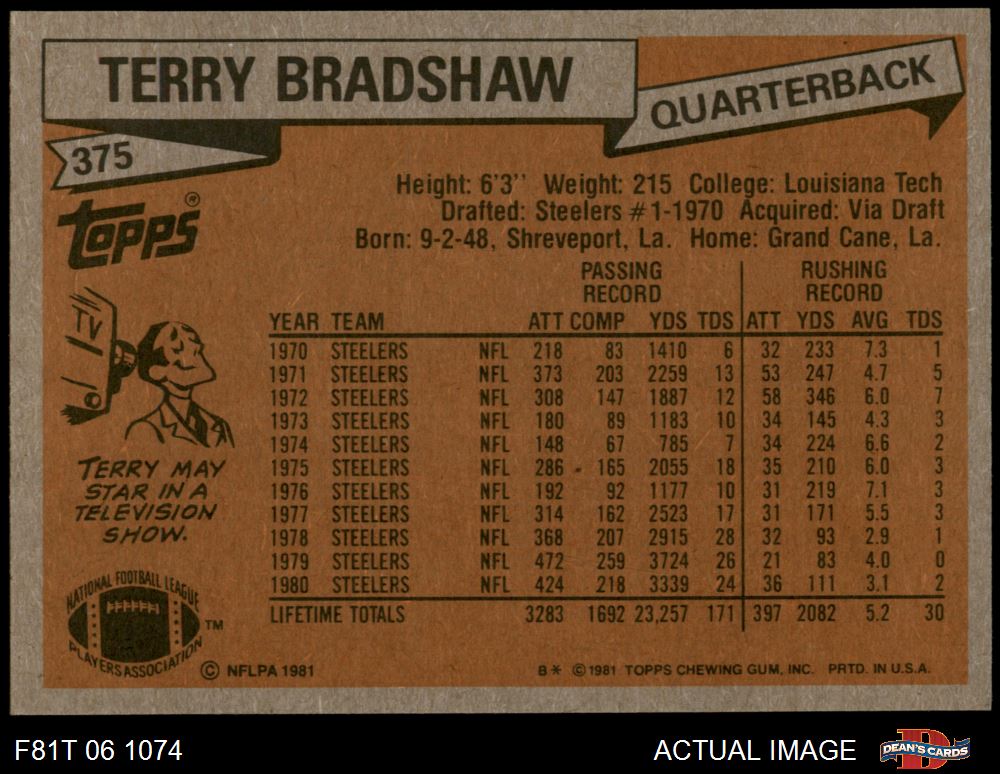 TERRY BRADSHAW
QUARTERBACK
375
TOPPS®
Height: 6'3'' Weight: 215 College: Louisiana Tech
Drafted: Steelers #1-1970 Acquired: Via Draft
Born: 9-2-48, Shreveport, La. Home: Grand Cane, La.
PASSING RUSHING
RECORD RECORD
YEAR TEAM ATT COMP YDS TDS ATT YDS AVG TDS
1970 STEELERS NFL 218 83 1410 6 32 233 7.3 1
1971 STEELERS NFL 373 203 2259 13 53 247 4.7 5
1972 STEELERS NFL 308 147 1887 12 58 346 6.0 7
1973 STEELERS NFL 180 89 1183 10 34 145 4.3 3
1974 STEELERS NFL 148 67 785 7 34 224 6.6 2
1975 STEELERS NFL 286 165 2055 18 35 210 6.0 3
1976 STEELERS NFL 192 92 1177 10 31 219 7.1 3
1977 STEELERS NFL 314 162 2523 17 31 171 5.5 3
1978 STEELERS NFL 368 207 2915 28 32 93 2.9 1
1979 STEELERS NFL 472 259 3724 26 21 83 4.0 0
1980 STEELERS NFL 424 218 3339 24 36 111 3.1 2
LIFETIME TOTALS 3283 1692 23,257 171 397 2082 5.2 30
TV
TERRY MAY
STAR IN A
TELEVISION
SHOW.
NATIONAL FOOTBALL LEAGUE
PLAYERS ASSOCIATION
TM
© NFLPA 1981
B* © 1981 TOPPS CHEWING GUM, INC. PRTD. IN U.S.A.
F81T 06 1074
ACTUAL IMAGE
DEAN'S CARDS